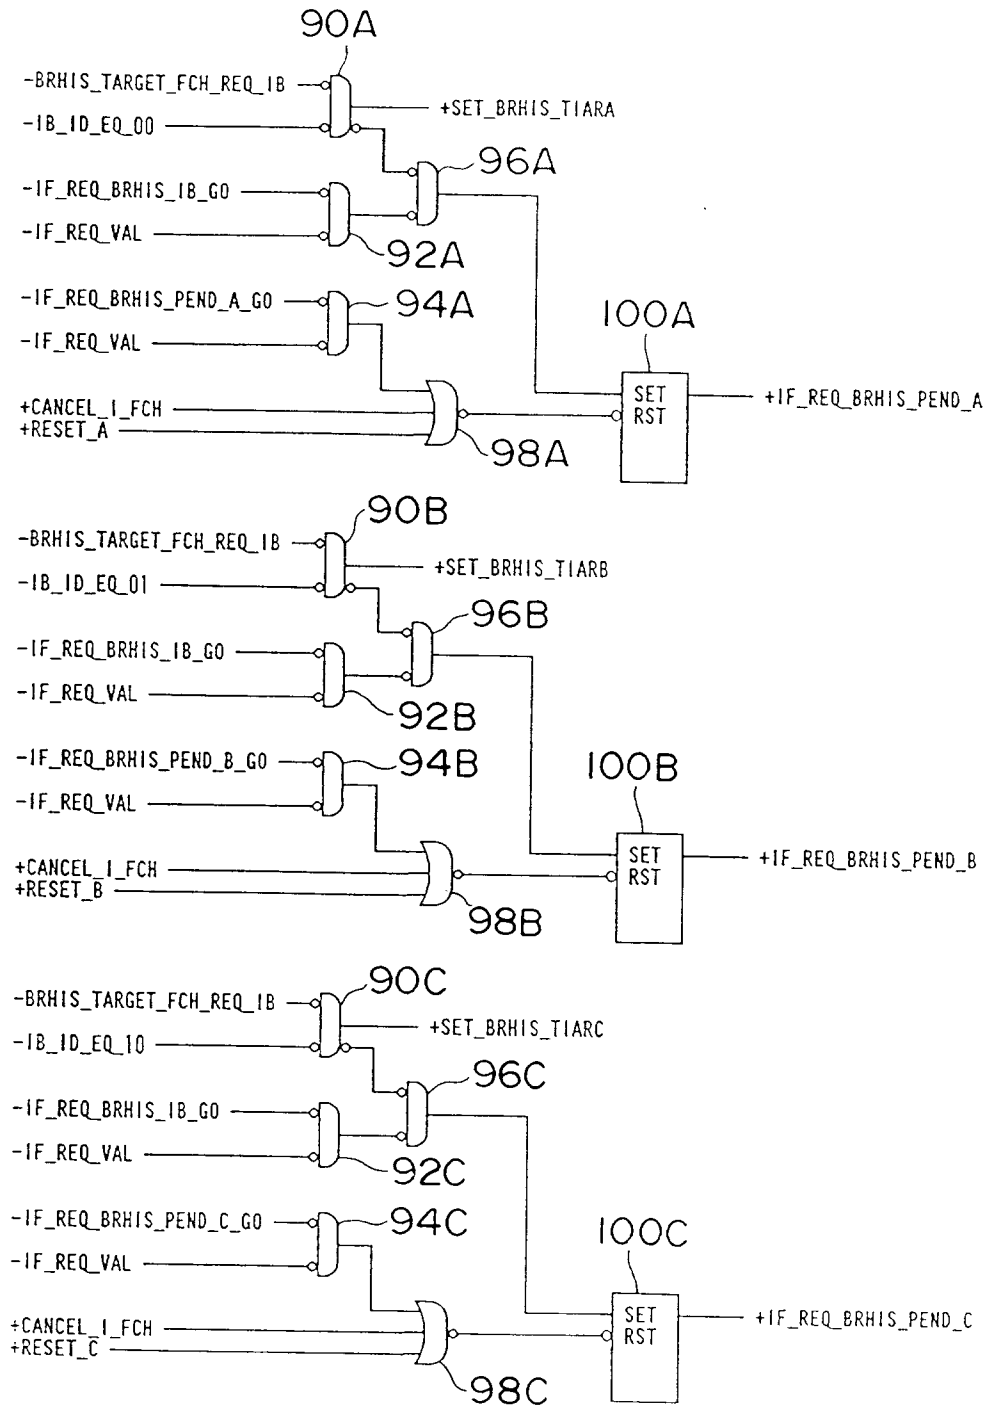 90A
-BRHIS_TARGET_FCH_REQ_IB
+SET_BRHIS_TIARA
-IB_ID_EQ_00
96A
-IF_REQ_BRHIS_IB_GO
-IF_REQ_VAL
92A
-IF_REQ_BRHIS_PEND_A_GO
94A
-IF_REQ_VAL
100A
SET
+IF_REQ_BRHIS_PEND_A
RST
+CANCEL_I_FCH
+RESET_A
98A
90B
-BRHIS_TARGET_FCH_REQ_IB
+SET_BRHIS_TIARB
-IB_ID_EQ_01
96B
-IF_REQ_BRHIS_IB_GO
-IF_REQ_VAL
92B
-IF_REQ_BRHIS_PEND_B_GO
94B
-IF_REQ_VAL
100B
SET
+IF_REQ_BRHIS_PEND_B
RST
+CANCEL_I_FCH
+RESET_B
98B
90C
-BRHIS_TARGET_FCH_REQ_IB
+SET_BRHIS_TIARC
-IB_ID_EQ_10
96C
-IF_REQ_BRHIS_IB_GO
-IF_REQ_VAL
92C
-IF_REQ_BRHIS_PEND_C_GO
94C
-IF_REQ_VAL
100C
SET
+IF_REQ_BRHIS_PEND_C
RST
+CANCEL_I_FCH
+RESET_C
98C